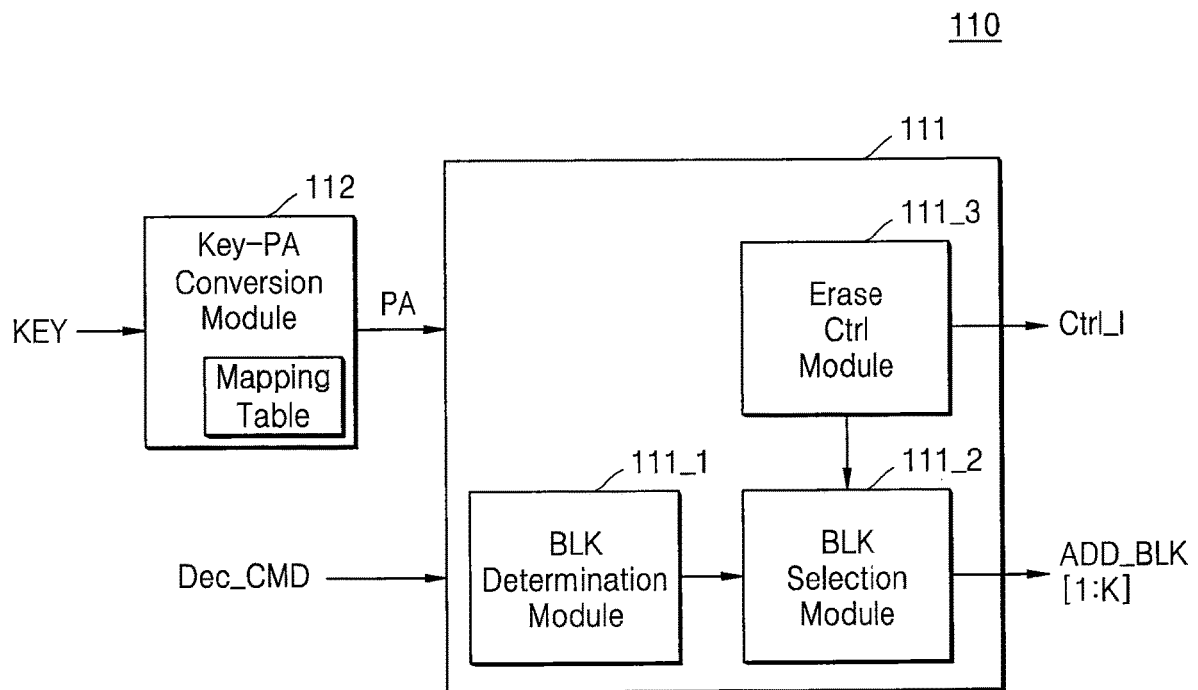 110
111
112
111_3
Key-PA
Conversion
Module
Mapping
Table
KEY
PA
Erase
Ctrl
Module
Ctrl_I
111_1
111_2
Dec_CMD
BLK
Determination
Module
BLK
Selection
Module
ADD_BLK
[1:K]